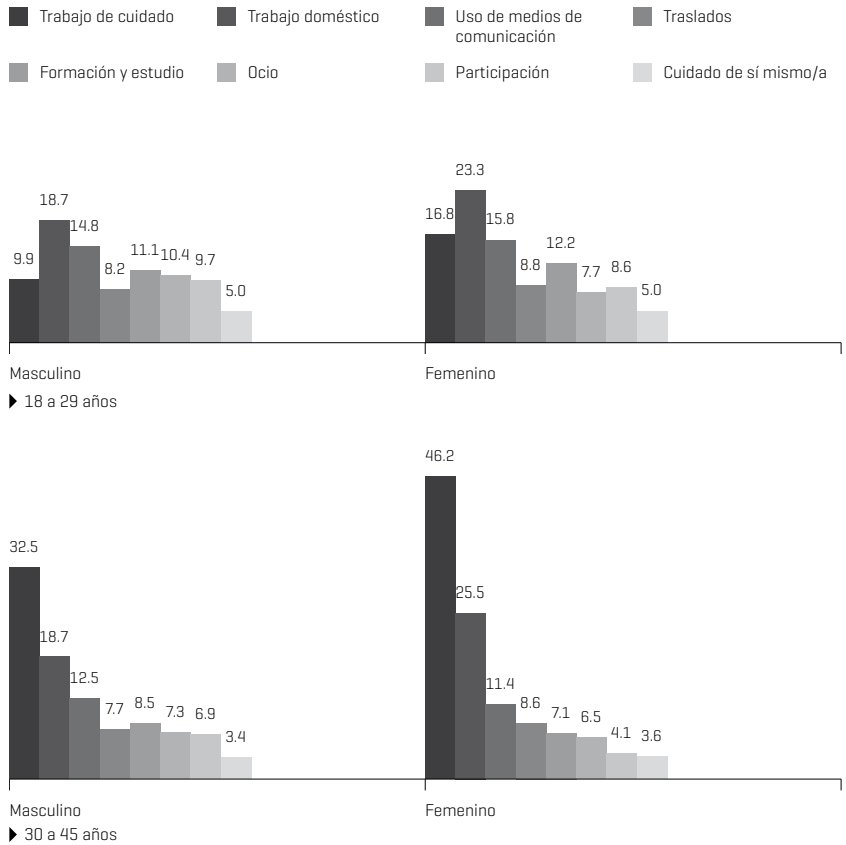 Trabajo de cuidado
Trabajo doméstico
Uso de medios de
comunicación
Traslados
Formación y estudio
Ocio
Participación
Cuidado de sí mismo/a
9.9
18.7
14.8
8.2
11.1
10.4
9.7
5.0
16.8
23.3
15.8
8.8
12.2
7.7
8.6
5.0
Masculino
Femenino
18 a 29 años
32.5
18.7
12.5
7.7
8.5
7.3
6.9
3.4
46.2
25.5
11.4
8.6
7.1
6.5
4.1
3.6
Masculino
Femenino
30 a 45 años